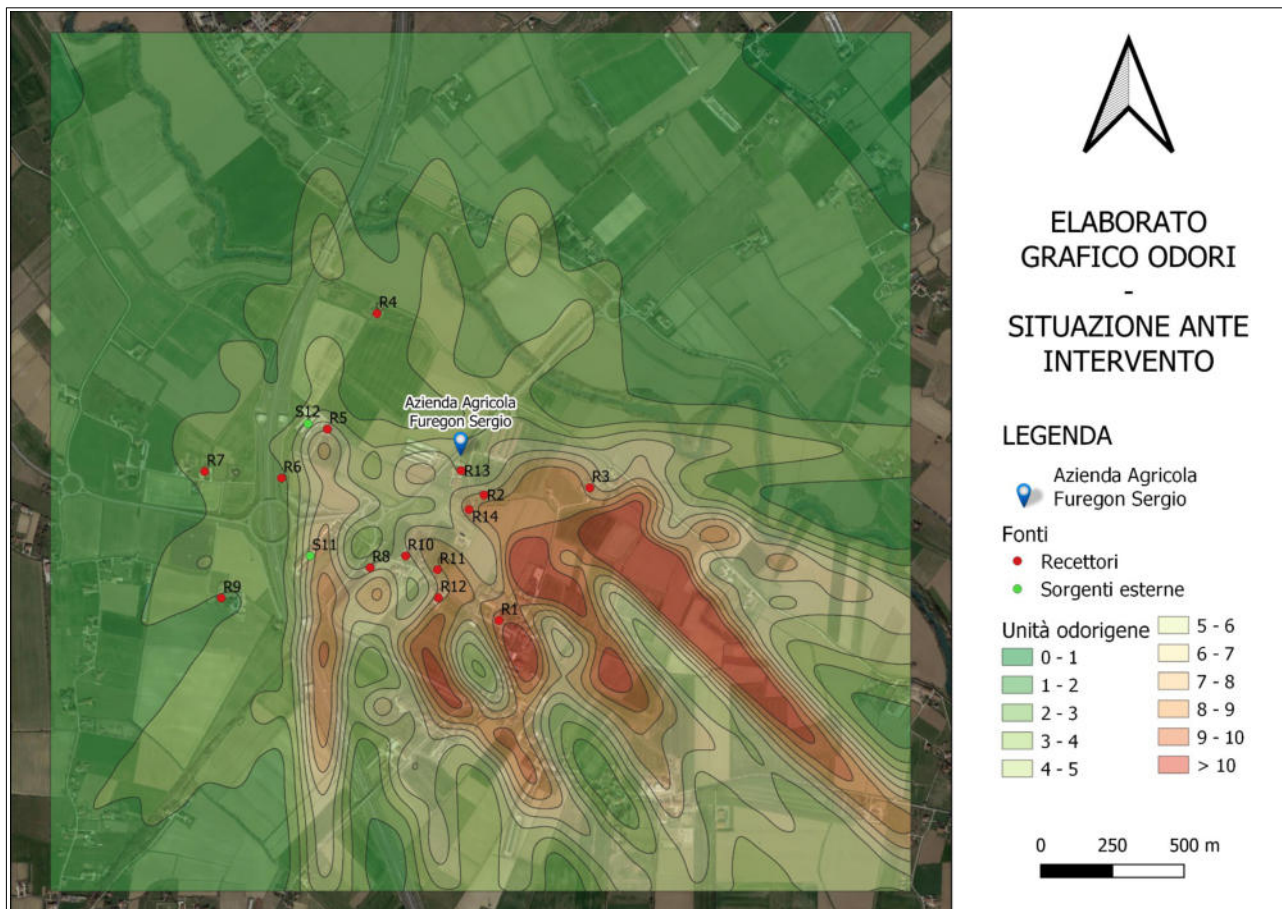 R4
Azienda Agricola
Furegon Sergio
S12
R5
R7
R6
R13
R3
R2
R14
S11
R10
R8
R11
R9
R12
R1
ELABORATO
GRAFICO ODORI
-
SITUAZIONE ANTE
INTERVENTO
LEGENDA
Azienda Agricola
Furegon Sergio
Fonti
Recettori
Sorgenti esterne
Unità odorigene
0 - 1
1 - 2
2 - 3
3 - 4
4 - 5
5 - 6
6 - 7
7 - 8
8 - 9
9 - 10
> 10
0 250 500 m